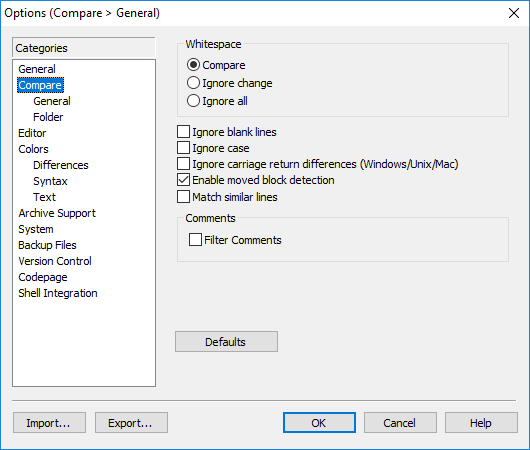 Options (Compare > General)
Categories
General
Compare
General
Folder
Editor
Colors
Differences
Syntax
Text
Archive Support
System
Backup Files
Version Control
Codepage
Shell Integration
Whitespace
Compare
Ignore change
Ignore all
Ignore blank lines
Ignore case
Ignore carriage return differences (Windows/Unix/Mac)
Enable moved block detection
Match similar lines
Comments
Filter Comments
Defaults
Import... Export... OK Cancel Help